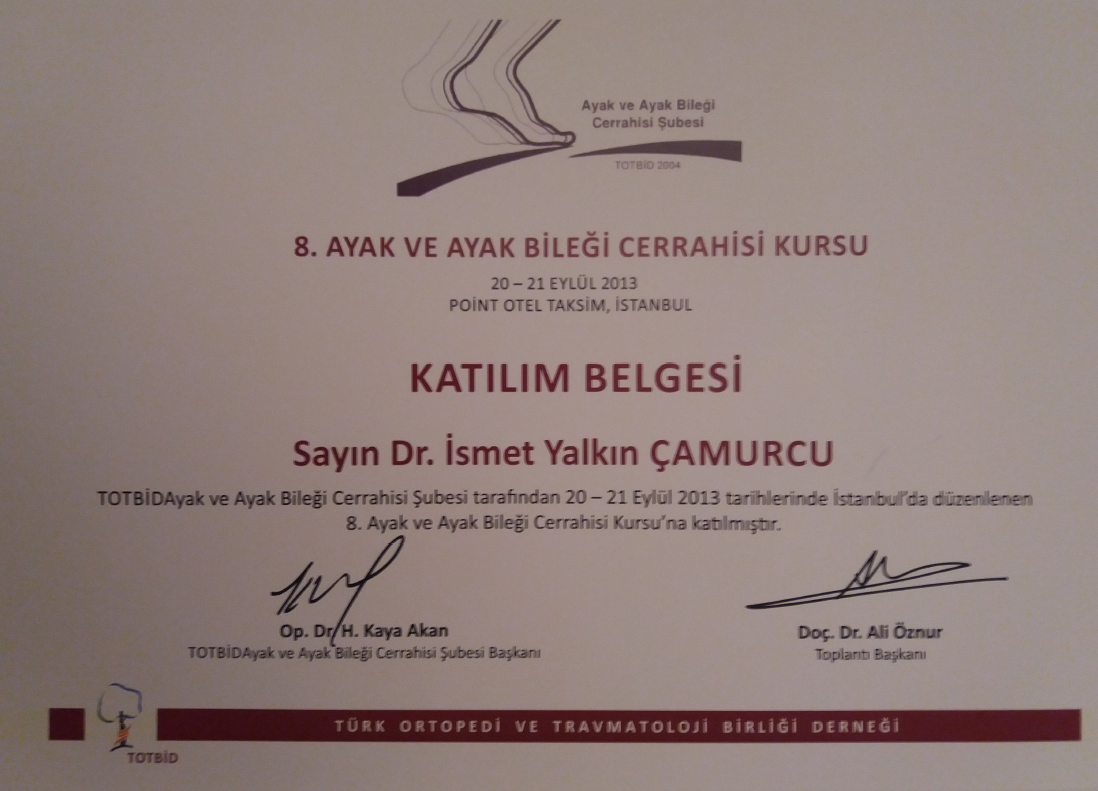 Ayak ve Ayak Bileği
Cerrahisi Şubesi
TOTBİD 2004
8. AYAK VE AYAK BİLEĞİ CERRAHİSİ KURSU
20 – 21 EYLÜL 2013
POİNT OTEL TAKSİM, İSTANBUL
KATILIM BELGESİ
Sayın Dr. İsmet Yalkın ÇAMURCU
TOTBİDAyak ve Ayak Bileği Cerrahisi Şubesi tarafından 20 – 21 Eylül 2013 tarihlerinde İstanbul'da düzenlenen
8. Ayak ve Ayak Bileği Cerrahisi Kursu'na katılmıştır.
Op. Dr. H. Kaya Akan
TOTBİDAyak ve Ayak Bileği Cerrahisi Şubesi Başkanı
Doç. Dr. Ali Öznur
Toplantı Başkanı
TÜRK ORTOPEDİ VE TRAVMATOLOJİ BİRLİĞİ DERNEĞİ
TOTBİD